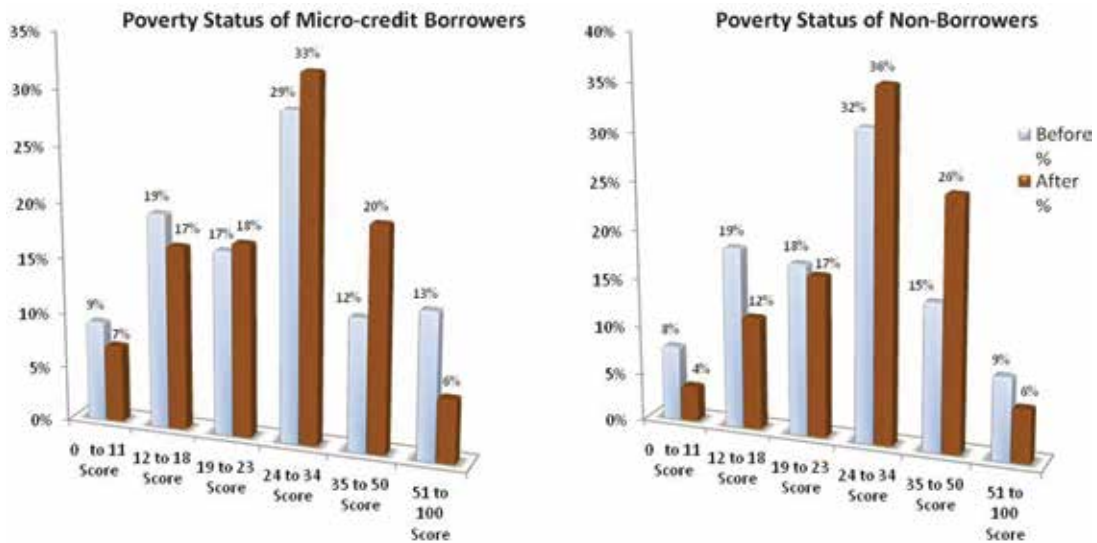 Poverty Status of Micro-credit Borrowers
35%
30%
25%
20%
15%
10%
5%
0%
9%
7%
19%
17%
17%
18%
29%
33%
12%
20%
13%
6%
0 to 11
Score
12 to 18
Score
19 to 23
Score
24 to 34
Score
35 to 50
Score
51 to
100
Score
Poverty Status of Non-Borrowers
40%
35%
30%
25%
20%
15%
10%
5%
0%
8%
4%
19%
12%
18%
17%
32%
36%
15%
26%
9%
6%
0 to 11
Score
12 to 18
Score
19 to 23
Score
24 to 34
Score
35 to 50
Score
51 to
100
Score
Before
%
After
%